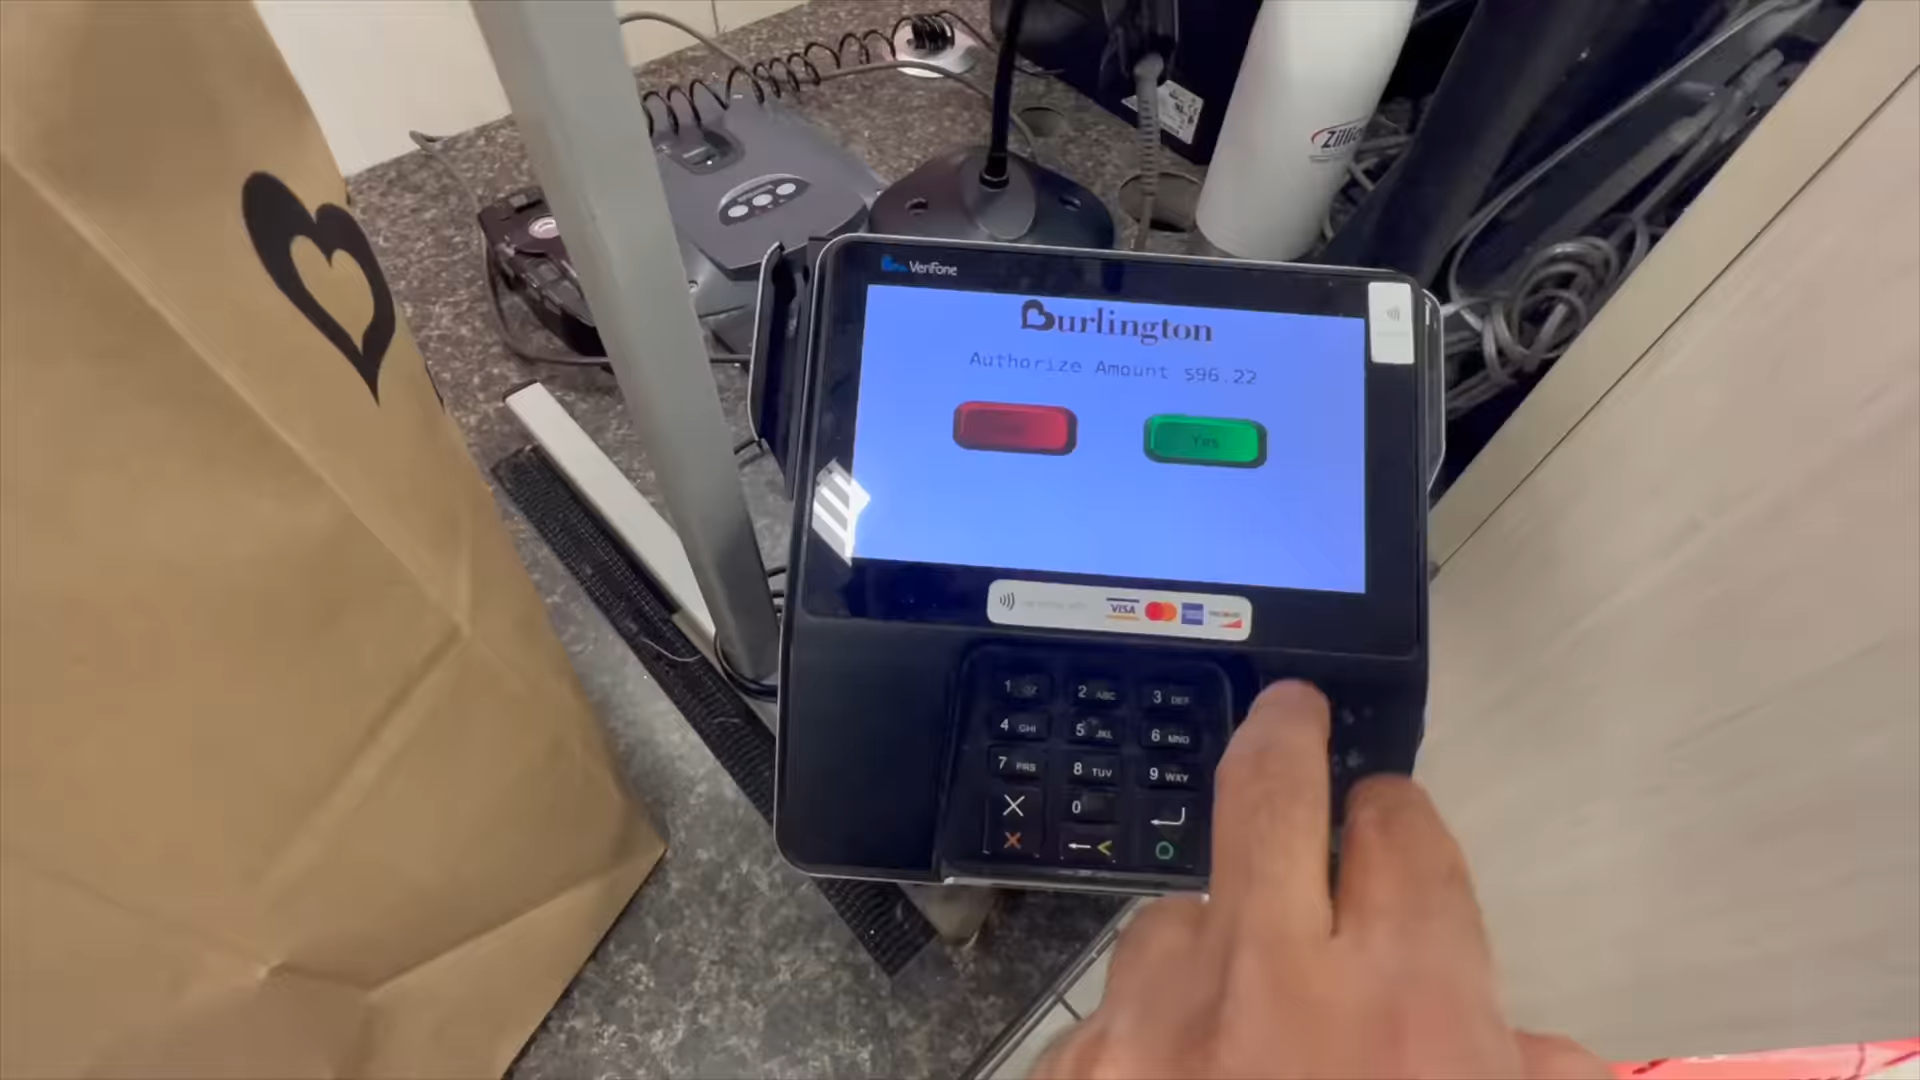 Zillio
VeriFone
Burlington
Authorize Amount $96.22
Yes
VISA
1
2 ABC
3 DEF
4 GHI
5 JKL
6 MNO
7 PRS
8 TUV
9 WXY
0